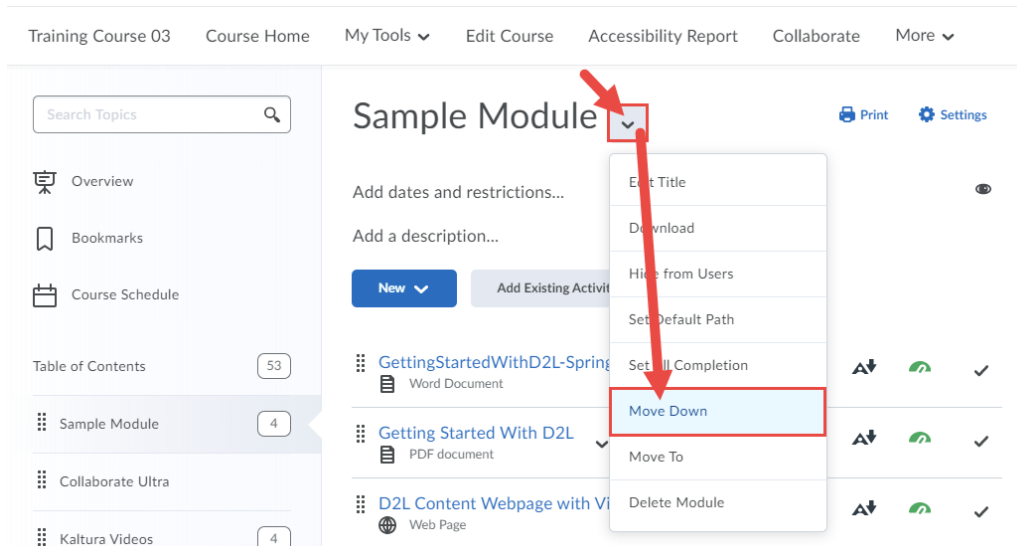 Training Course 03 Course Home My Tools Edit Course Accessibility Report Collaborate More
Search Topics
Overview
Bookmarks
Course Schedule
Table of Contents 53
Sample Module 4
Collaborate Ultra
Kaltura Videos 4
Sample Module
Print Settings
Add dates and restrictions...
Add a description...
New Add Existing Activit
GettingStartedWithD2L-Spring
Word Document
Getting Started With D2L
PDF document
D2L Content Webpage with Vi
Web Page
Edit Title
Download
Hide from Users
Set Default Path
Set All Completion
Move Down
Move To
Delete Module